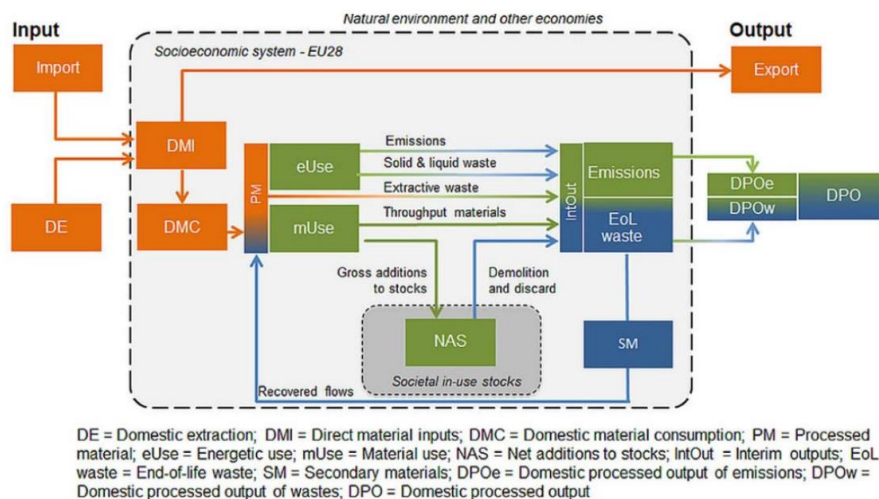 Natural environment and other economies
Input
Output
Socioeconomic system - EU28
Import
Export
DMI
DE
DMC
PM
eUse
mUse
Emissions
Solid & liquid waste
Extractive waste
Throughput materials
IntOut
Emissions
EoL
waste
DPOe
DPOw
DPO
Gross additions
to stocks
Demolition
and discard
NAS
Societal in-use stocks
SM
Recovered flows
DE = Domestic extraction; DMI = Direct material inputs; DMC = Domestic material consumption; PM = Processed
material; eUse = Energetic use; mUse = Material use; NAS = Net additions to stocks; IntOut = Interim outputs; EoL
waste = End-of-life waste; SM = Secondary materials; DPOe = Domestic processed output of emissions; DPOw =
Domestic processed output of wastes; DPO = Domestic processed output